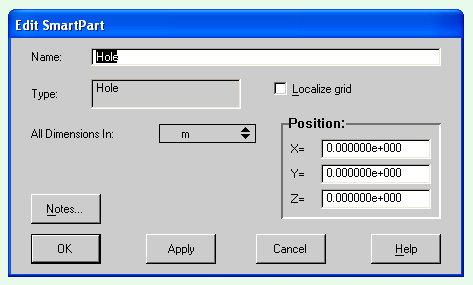 Edit SmartPart
Name: Hole
Type: Hole
Localize grid
All Dimensions In: m
Position:
X= 0.000000e+000
Y= 0.000000e+000
Z= 0.000000e+000
Notes...
OK Apply Cancel Help